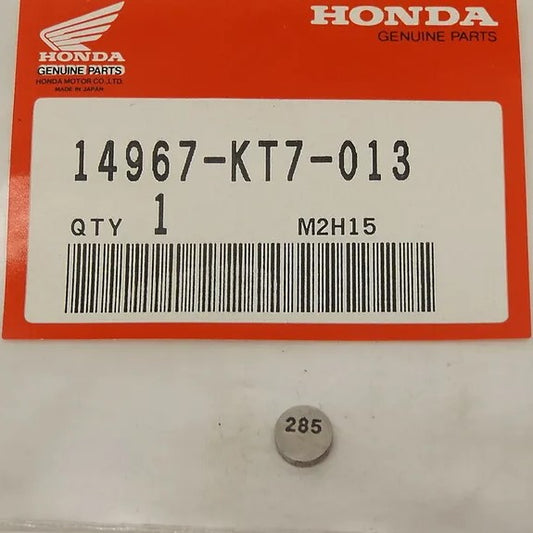 HONDA
GENUINE PARTS
HONDA
GENUINE PARTS
HONDA MOTOR CO.,LTD.
MADE IN JAPAN
14967-KT7-013
QTY 1 M2H15
285